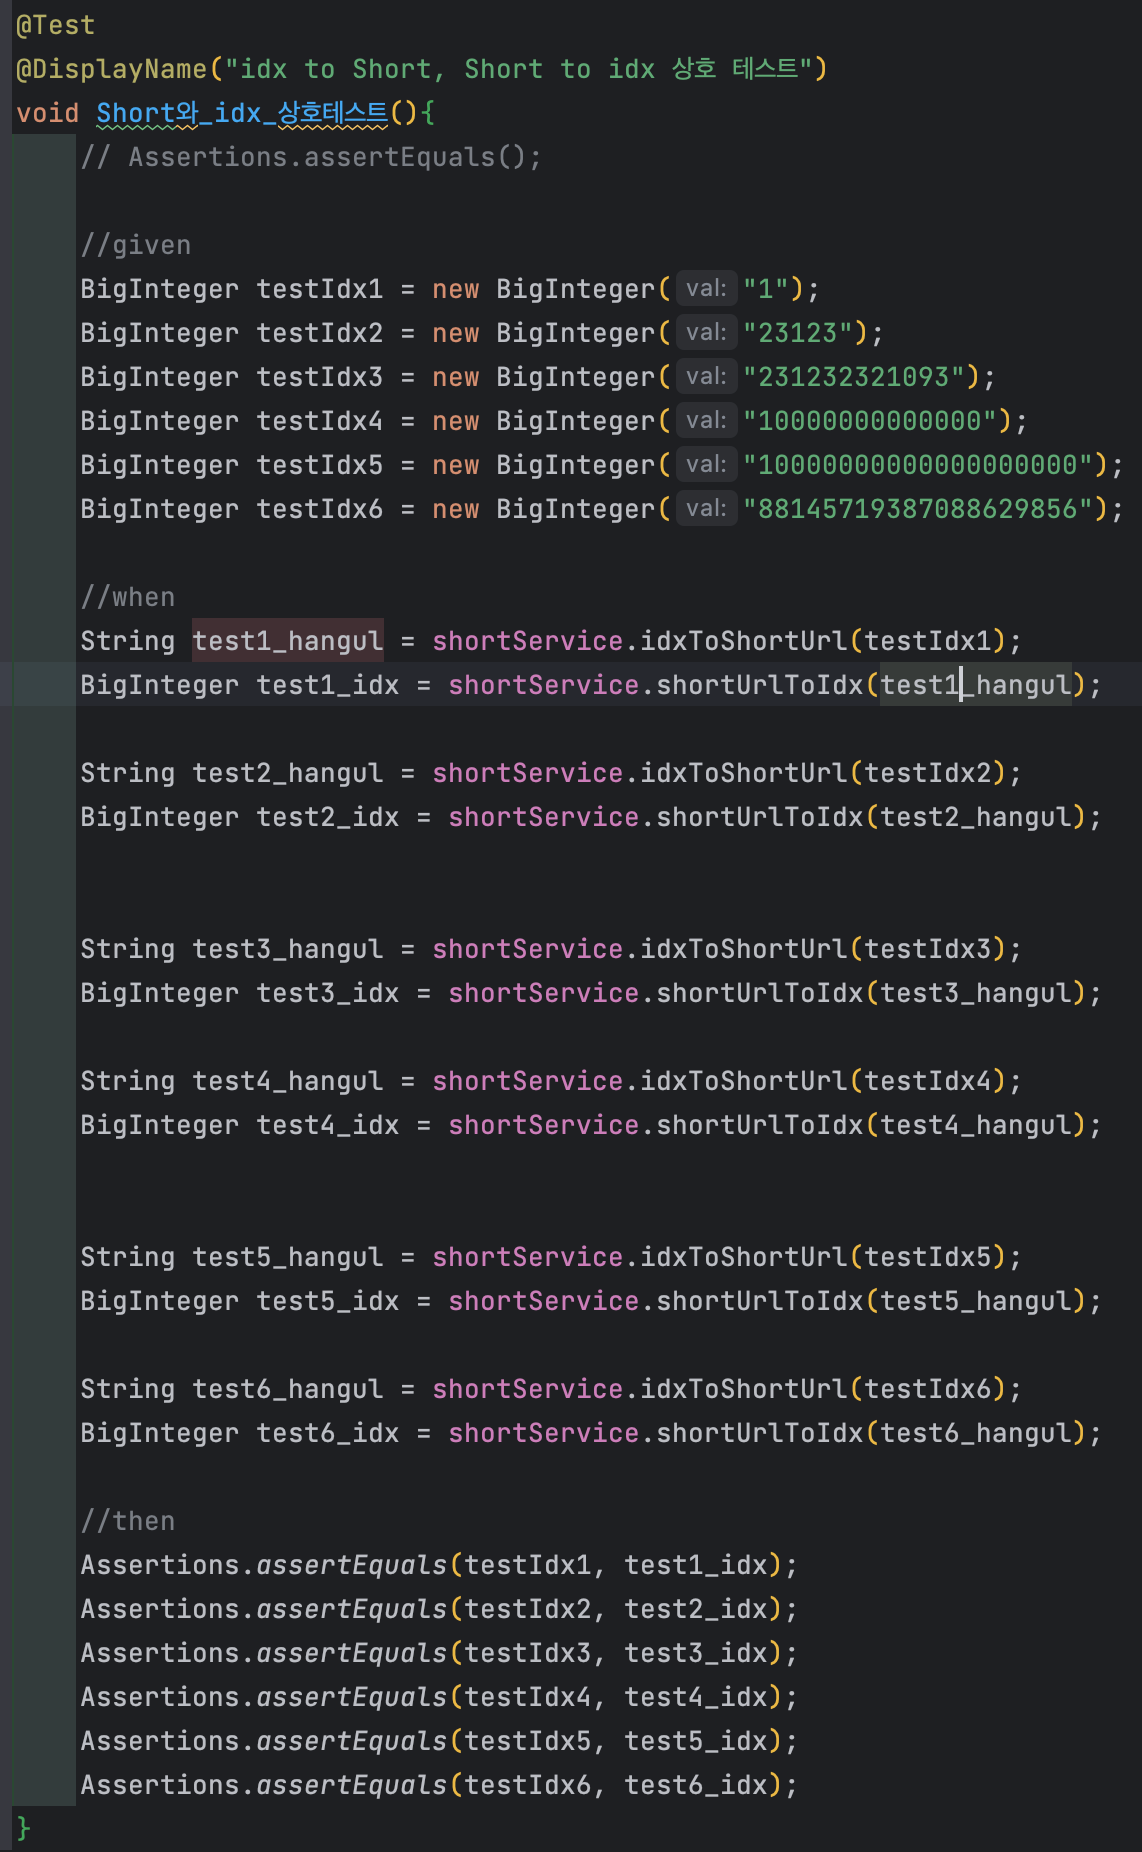 @Test
@DisplayName("idx to Short, Short to idx 상호 테스트")
void Short와_idx_상호테스트(){
// Assertions.assertEquals();
//given
BigInteger testIdx1 = new BigInteger( val: "1");
BigInteger testIdx2 = new BigInteger( val: "23123");
BigInteger testIdx3 = new BigInteger( val: "231232321093");
BigInteger testIdx4 = new BigInteger( val: "10000000000000");
BigInteger testIdx5 = new BigInteger( val: "10000000000000000000");
BigInteger testIdx6 = new BigInteger( val: "88145719387088629856");
//when
String test1_hangul = shortService.idxToShortUrl(testIdx1);
BigInteger test1_idx = shortService.shortUrlToIdx(test1_hangul);
String test2_hangul = shortService.idxToShortUrl(testIdx2);
BigInteger test2_idx = shortService.shortUrlToIdx(test2_hangul);
String test3_hangul = shortService.idxToShortUrl(testIdx3);
BigInteger test3_idx = shortService.shortUrlToIdx(test3_hangul);
String test4_hangul = shortService.idxToShortUrl(testIdx4);
BigInteger test4_idx = shortService.shortUrlToIdx(test4_hangul);
String test5_hangul = shortService.idxToShortUrl(testIdx5);
BigInteger test5_idx = shortService.shortUrlToIdx(test5_hangul);
String test6_hangul = shortService.idxToShortUrl(testIdx6);
BigInteger test6_idx = shortService.shortUrlToIdx(test6_hangul);
//then
Assertions.assertEquals(testIdx1, test1_idx);
Assertions.assertEquals(testIdx2, test2_idx);
Assertions.assertEquals(testIdx3, test3_idx);
Assertions.assertEquals(testIdx4, test4_idx);
Assertions.assertEquals(testIdx5, test5_idx);
Assertions.assertEquals(testIdx6, test6_idx);
}